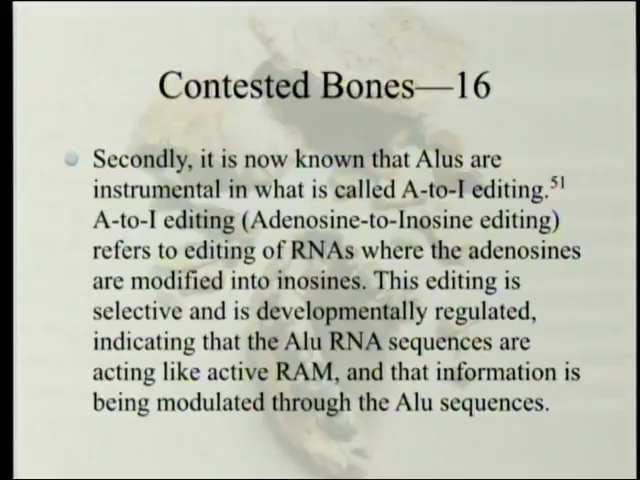 Contested Bones—16
Secondly, it is now known that Alus are
instrumental in what is called A-to-I editing.51
A-to-I editing (Adenosine-to-Inosine editing)
refers to editing of RNAs where the adenosines
are modified into inosines. This editing is
selective and is developmentally regulated,
indicating that the Alu RNA sequences are
acting like active RAM, and that information is
being modulated through the Alu sequences.